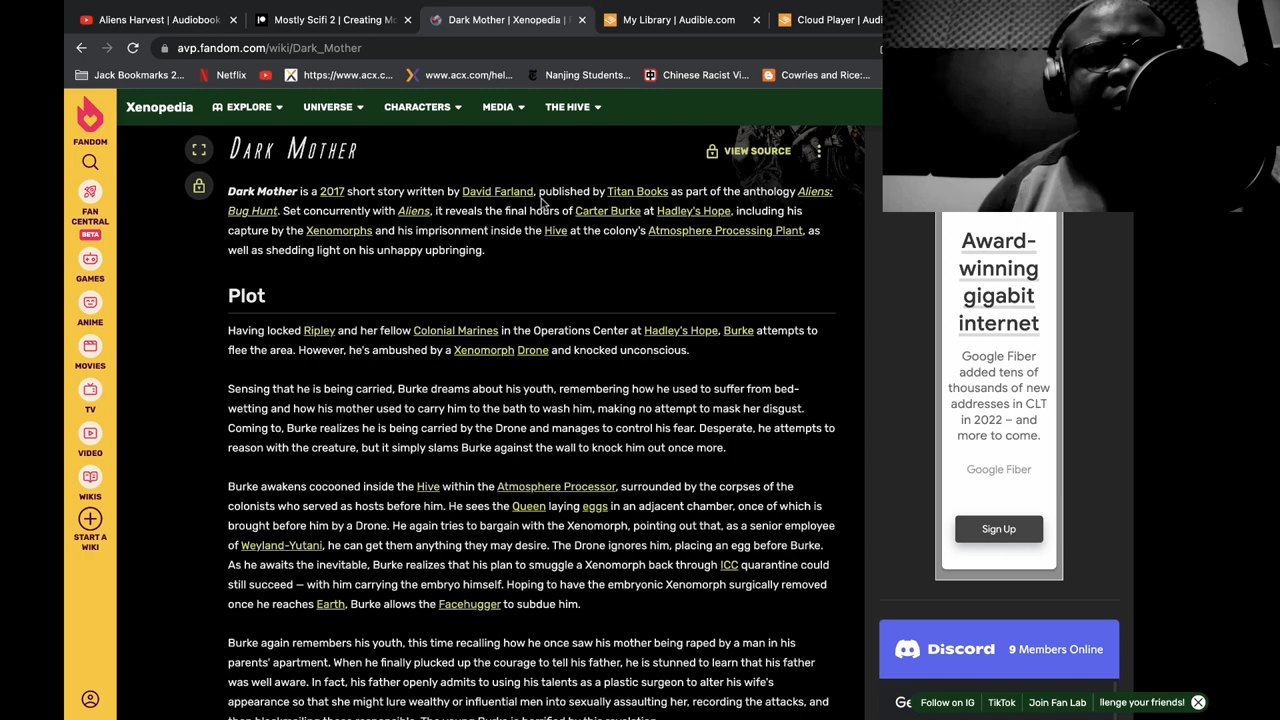 Aliens Harvest | Audiobook
Mostly Scifi 2 | Creating M
Dark Mother | Xenopedia |
My Library | Audible.com
Cloud Player | Aud
avp.fandom.com/wiki/Dark_Mother
Jack Bookmarks 2...
Netflix
https://www.acx.c...
www.acx.com/hel...
Nanjing Students...
Chinese Racist Vi...
Cowries and Rice:...
Xenopedia
EXPLORE
UNIVERSE
CHARACTERS
MEDIA
THE HIVE
FANDOM
FAN
CENTRAL
BETA
GAMES
ANIME
MOVIES
TV
VIDEO
WIKIS
START A
WIKI
Dark Mother
VIEW SOURCE
Dark Mother is a 2017 short story written by David Farland, published by Titan Books as part of the anthology Aliens:
Bug Hunt. Set concurrently with Aliens, it reveals the final hours of Carter Burke at Hadley's Hope, including his
capture by the Xenomorphs and his imprisonment inside the Hive at the colony's Atmosphere Processing Plant, as
well as shedding light on his unhappy upbringing.
Plot
Having locked Ripley and her fellow Colonial Marines in the Operations Center at Hadley's Hope, Burke attempts to
flee the area. However, he's ambushed by a Xenomorph Drone and knocked unconscious.
Sensing that he is being carried, Burke dreams about his youth, remembering how he used to suffer from bed-
wetting and how his mother used to carry him to the bath to wash him, making no attempt to mask her disgust.
Coming to, Burke realizes he is being carried by the Drone and manages to control his fear. Desperate, he attempts to
reason with the creature, but it simply slams Burke against the wall to knock him out once more.
Burke awakens cocooned inside the Hive within the Atmosphere Processor, surrounded by the corpses of the
colonists who served as hosts before him. He sees the Queen laying eggs in an adjacent chamber, once of which is
brought before him by a Drone. He again tries to bargain with the Xenomorph, pointing out that, as a senior employee
of Weyland-Yutani, he can get them anything they may desire. The Drone ignores him, placing an egg before Burke.
As he awaits the inevitable, Burke realizes that his plan to smuggle a Xenomorph back through ICC quarantine could
still succeed — with him carrying the embryo himself. Hoping to have the embryonic Xenomorph surgically removed
once he reaches Earth, Burke allows the Facehugger to subdue him.
Burke again remembers his youth, this time recalling how he once saw his mother being raped by a man in his
parents' apartment. When he finally plucked up the courage to tell his father, he is stunned to learn that his father
was well aware. In fact, his father openly admits to using his talents as a plastic surgeon to alter his wife's
appearance so that she might lure wealthy or influential men into sexually assaulting her, recording the attacks, and
then blackmailing those responsible. The young Burke is horrified by this revelation.
Award-
winning
gigabit
internet
Google Fiber
added tens of
thousands of new
addresses in CLT
in 2022 – and
more to come.
Google Fiber
Sign Up
Discord
9 Members Online
Follow on IG
TikTok
Join Fan Lab
llenge your friends!